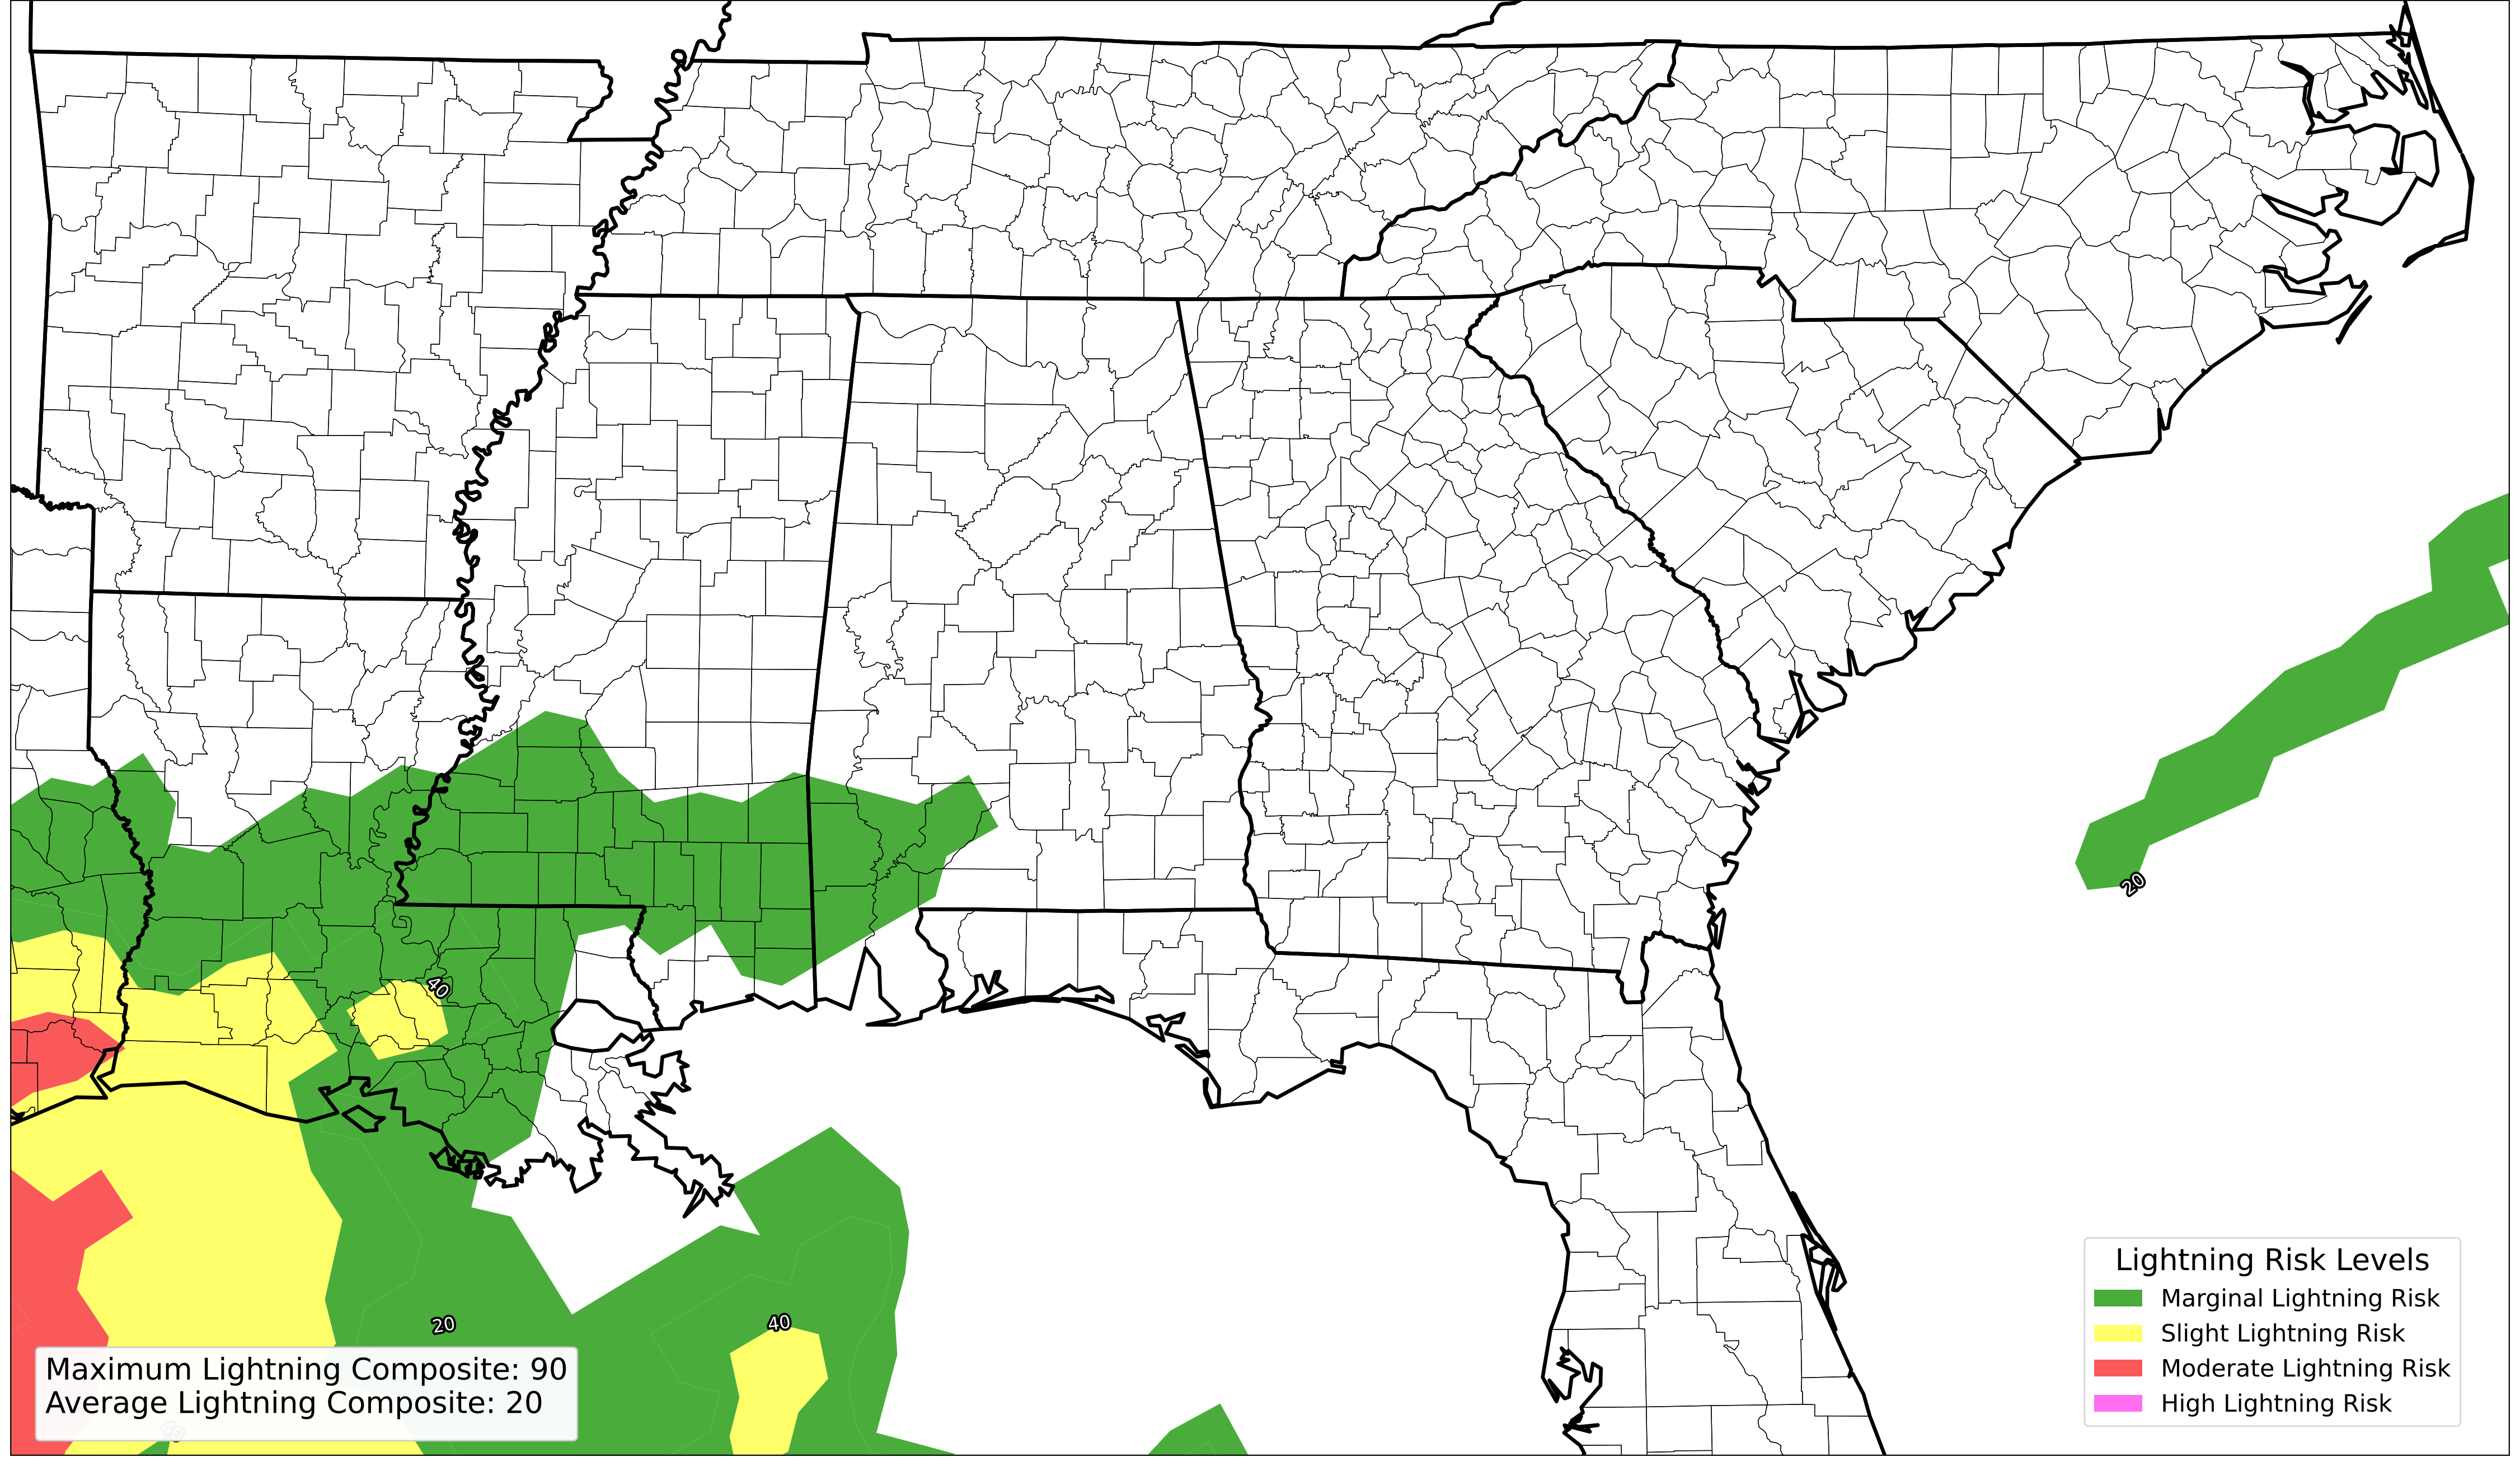 40
20
20
40
Lightning Risk Levels
Marginal Lightning Risk
Slight Lightning Risk
Moderate Lightning Risk
High Lightning Risk
Maximum Lightning Composite: 90
Average Lightning Composite: 20
40